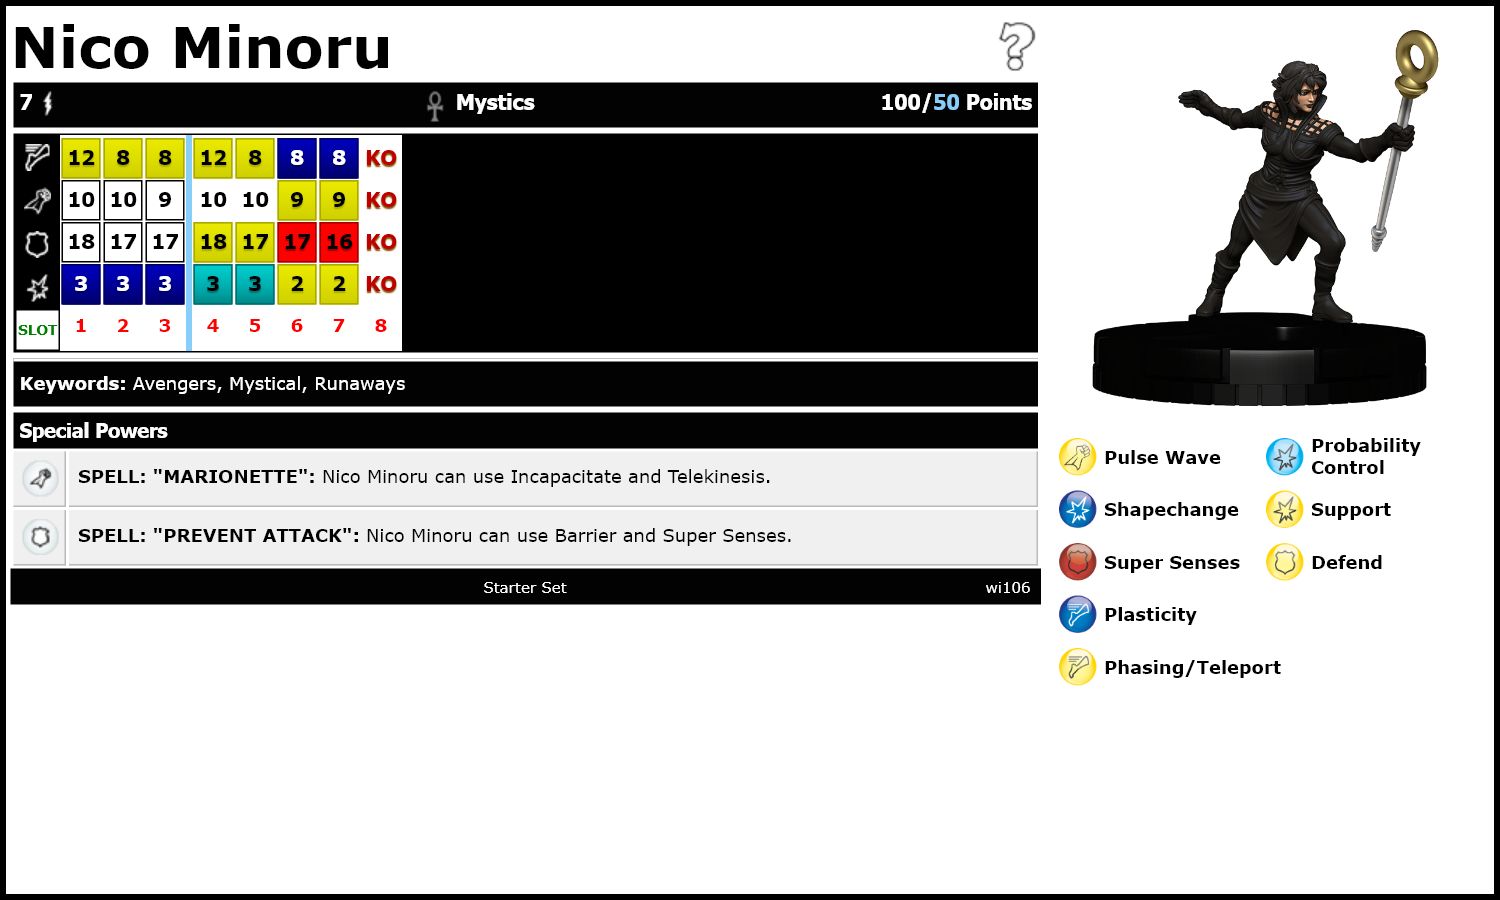 Nico Minoru
7 Mystics 100/50 Points
12 8 8 12 8 8 8 KO
10 10 9 10 10 9 9 KO
18 17 17 18 17 17 16 KO
3 3 3 3 3 2 2 KO
SLOT 1 2 3 4 5 6 7 8
Keywords: Avengers, Mystical, Runaways
Special Powers
SPELL: "MARIONETTE": Nico Minoru can use Incapacitate and Telekinesis.
SPELL: "PREVENT ATTACK": Nico Minoru can use Barrier and Super Senses.
Starter Set wi106
Pulse Wave
Shapechange
Super Senses
Plasticity
Phasing/Teleport
Probability
Control
Support
Defend